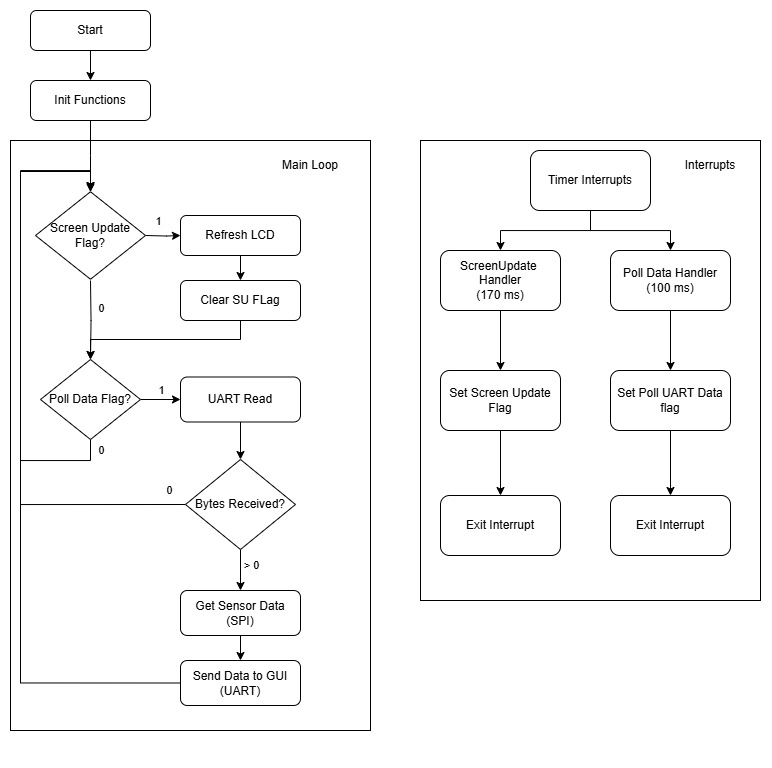 Start
Init Functions
Main Loop
Screen Update
Flag?
1
Refresh LCD
Clear SU FLag
0
Poll Data Flag?
1
UART Read
0
Bytes Received?
0
> 0
Get Sensor Data
(SPI)
Send Data to GUI
(UART)
Interrupts
Timer Interrupts
ScreenUpdate
Handler
(170 ms)
Poll Data Handler
(100 ms)
Set Screen Update
Flag
Set Poll UART Data
flag
Exit Interrupt
Exit Interrupt